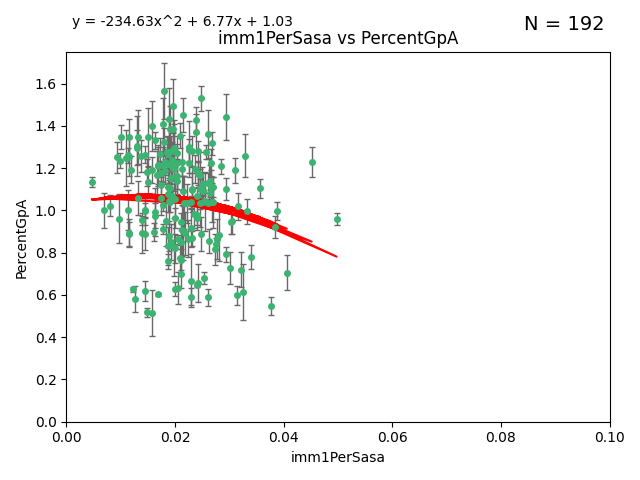 y = -234.63x^2 + 6.77x + 1.03
N = 192
imm1PerSasa vs PercentGpA
PercentGpA
1.6
1.4
1.2
1.0
0.8
0.6
0.4
0.2
0.0
0.00 0.02 0.04 0.06 0.08 0.10
imm1PerSasa